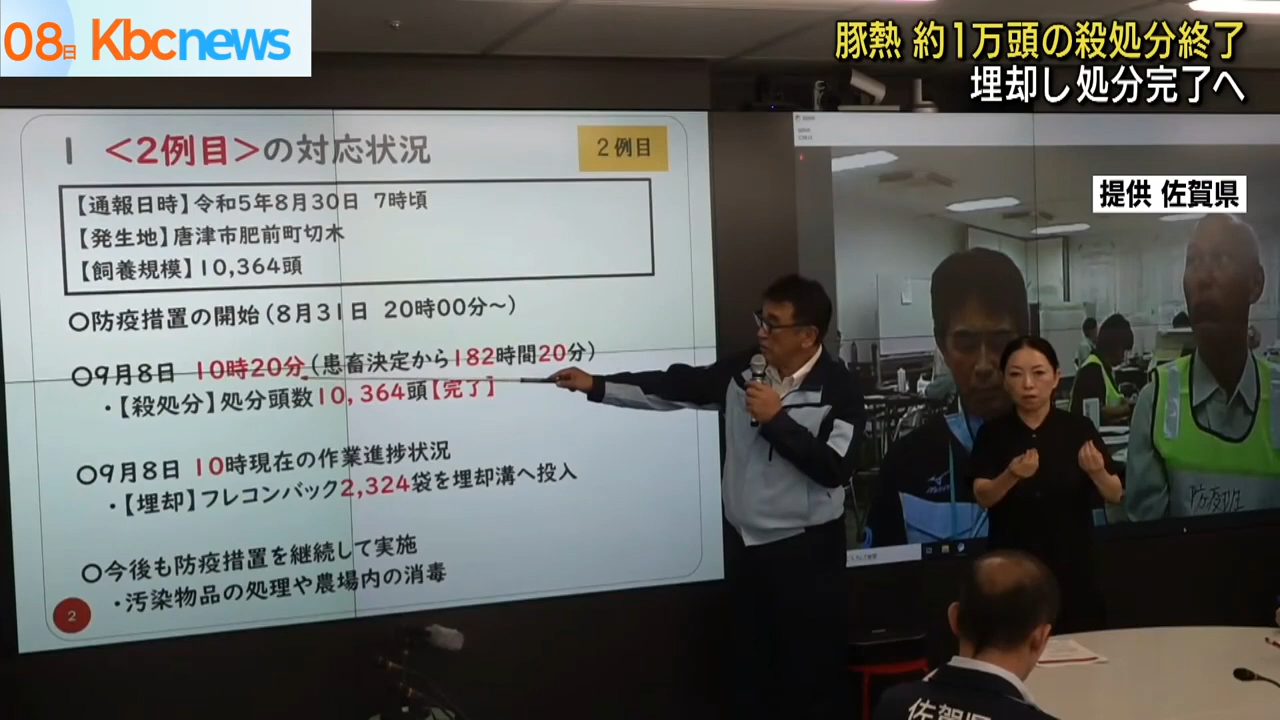 08日 Kbcnews
豚熱 約1万頭の殺処分終了
埋却し処分完了へ
提供 佐賀県
1 <2例目>の対応状況
2例目
【通報日時】令和5年8月30日 7時頃
【発生地】唐津市肥前町切木
【飼養規模】10,364頭
○防疫措置の開始(8月31日 20時00分～)
○9月8日 10時20分(患畜決定から182時間20分)
・【殺処分】処分頭数10,364頭【完了】
○9月8日 10時現在の作業進捗状況
・【埋却】フレコンバック2,324袋を埋却溝へ投入
○今後も防疫措置を継続して実施
・汚染物品の処理や農場内の消毒
2
防疫班
佐賀県